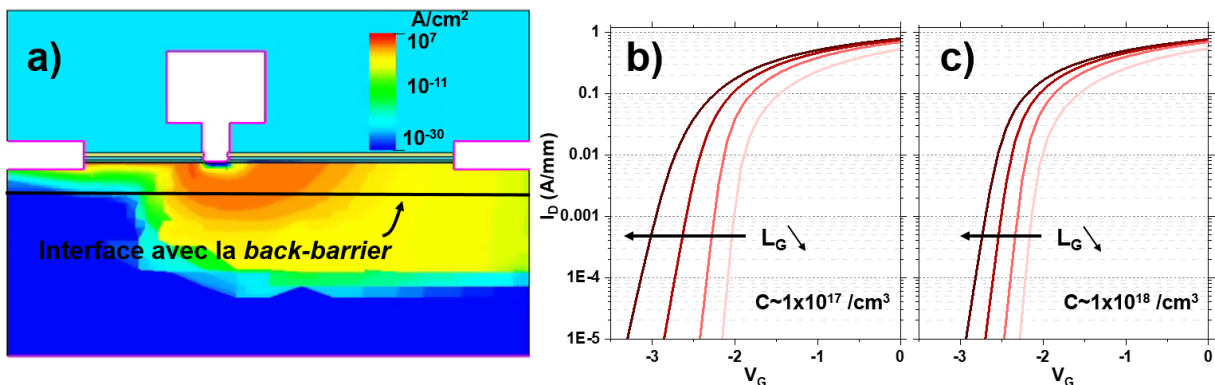 a)
A/cm²
10⁷
10⁻¹¹
10⁻³⁰
Interface avec la back-barrier
b)
I_D (A/mm)
1
0.1
0.01
0.001
1E-4
1E-5
L_G
C~1x10¹⁷ /cm³
-3
-2
-1
0
V_G
c)
L_G
C~1x10¹⁸ /cm³
-3
-2
-1
0
V_G